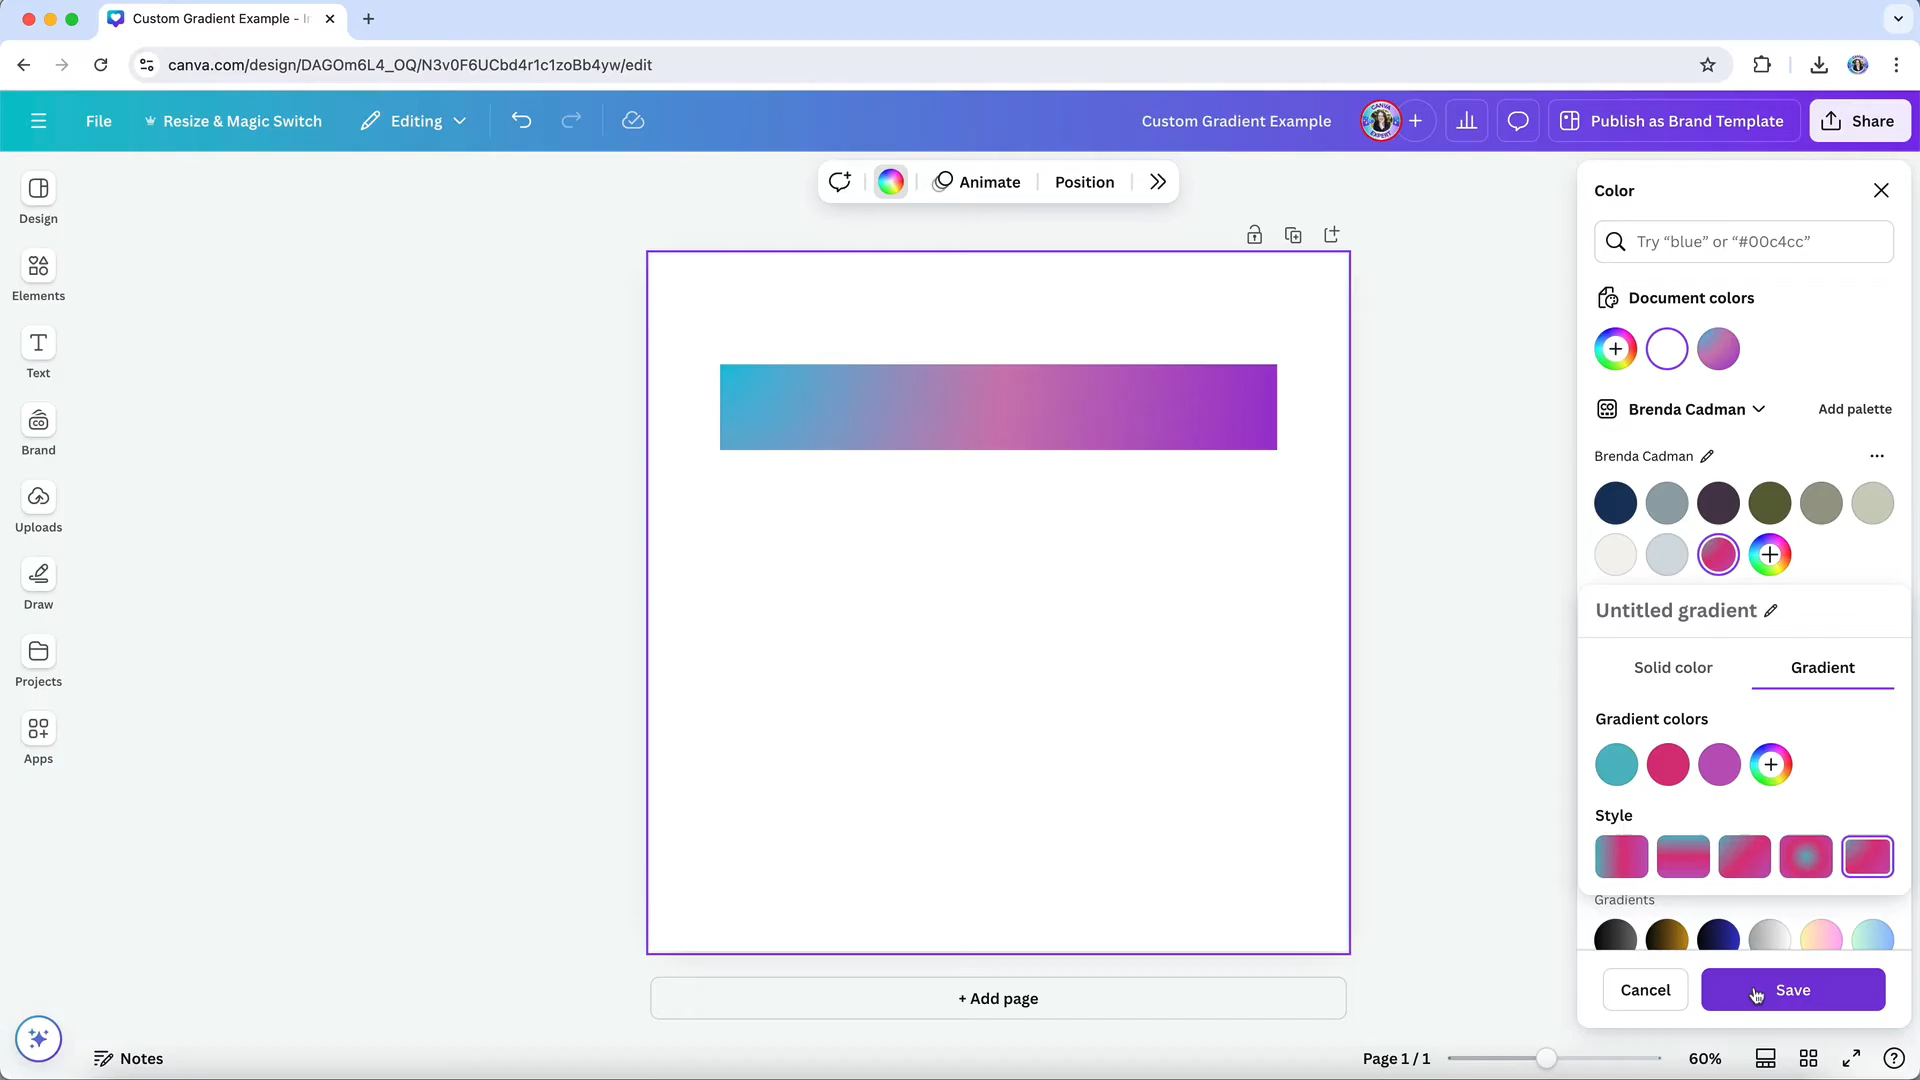 Custom Gradient Example - I
canva.com/design/DAGOm6L4_OQ/N3v0F6UCbd4r1c1zoBb4yw/edit
File
Resize & Magic Switch
Editing
Custom Gradient Example
CANVA
EXPERT
Publish as Brand Template
Share
Design
Elements
Text
Brand
Uploads
Draw
Projects
Apps
Animate
Position
Color
Try “blue” or “#00c4cc”
Document colors
Brenda Cadman
Add palette
Brenda Cadman
Untitled gradient
Solid color
Gradient
Gradient colors
Style
Gradients
Cancel
Save
+ Add page
Notes
Page 1 / 1
60%